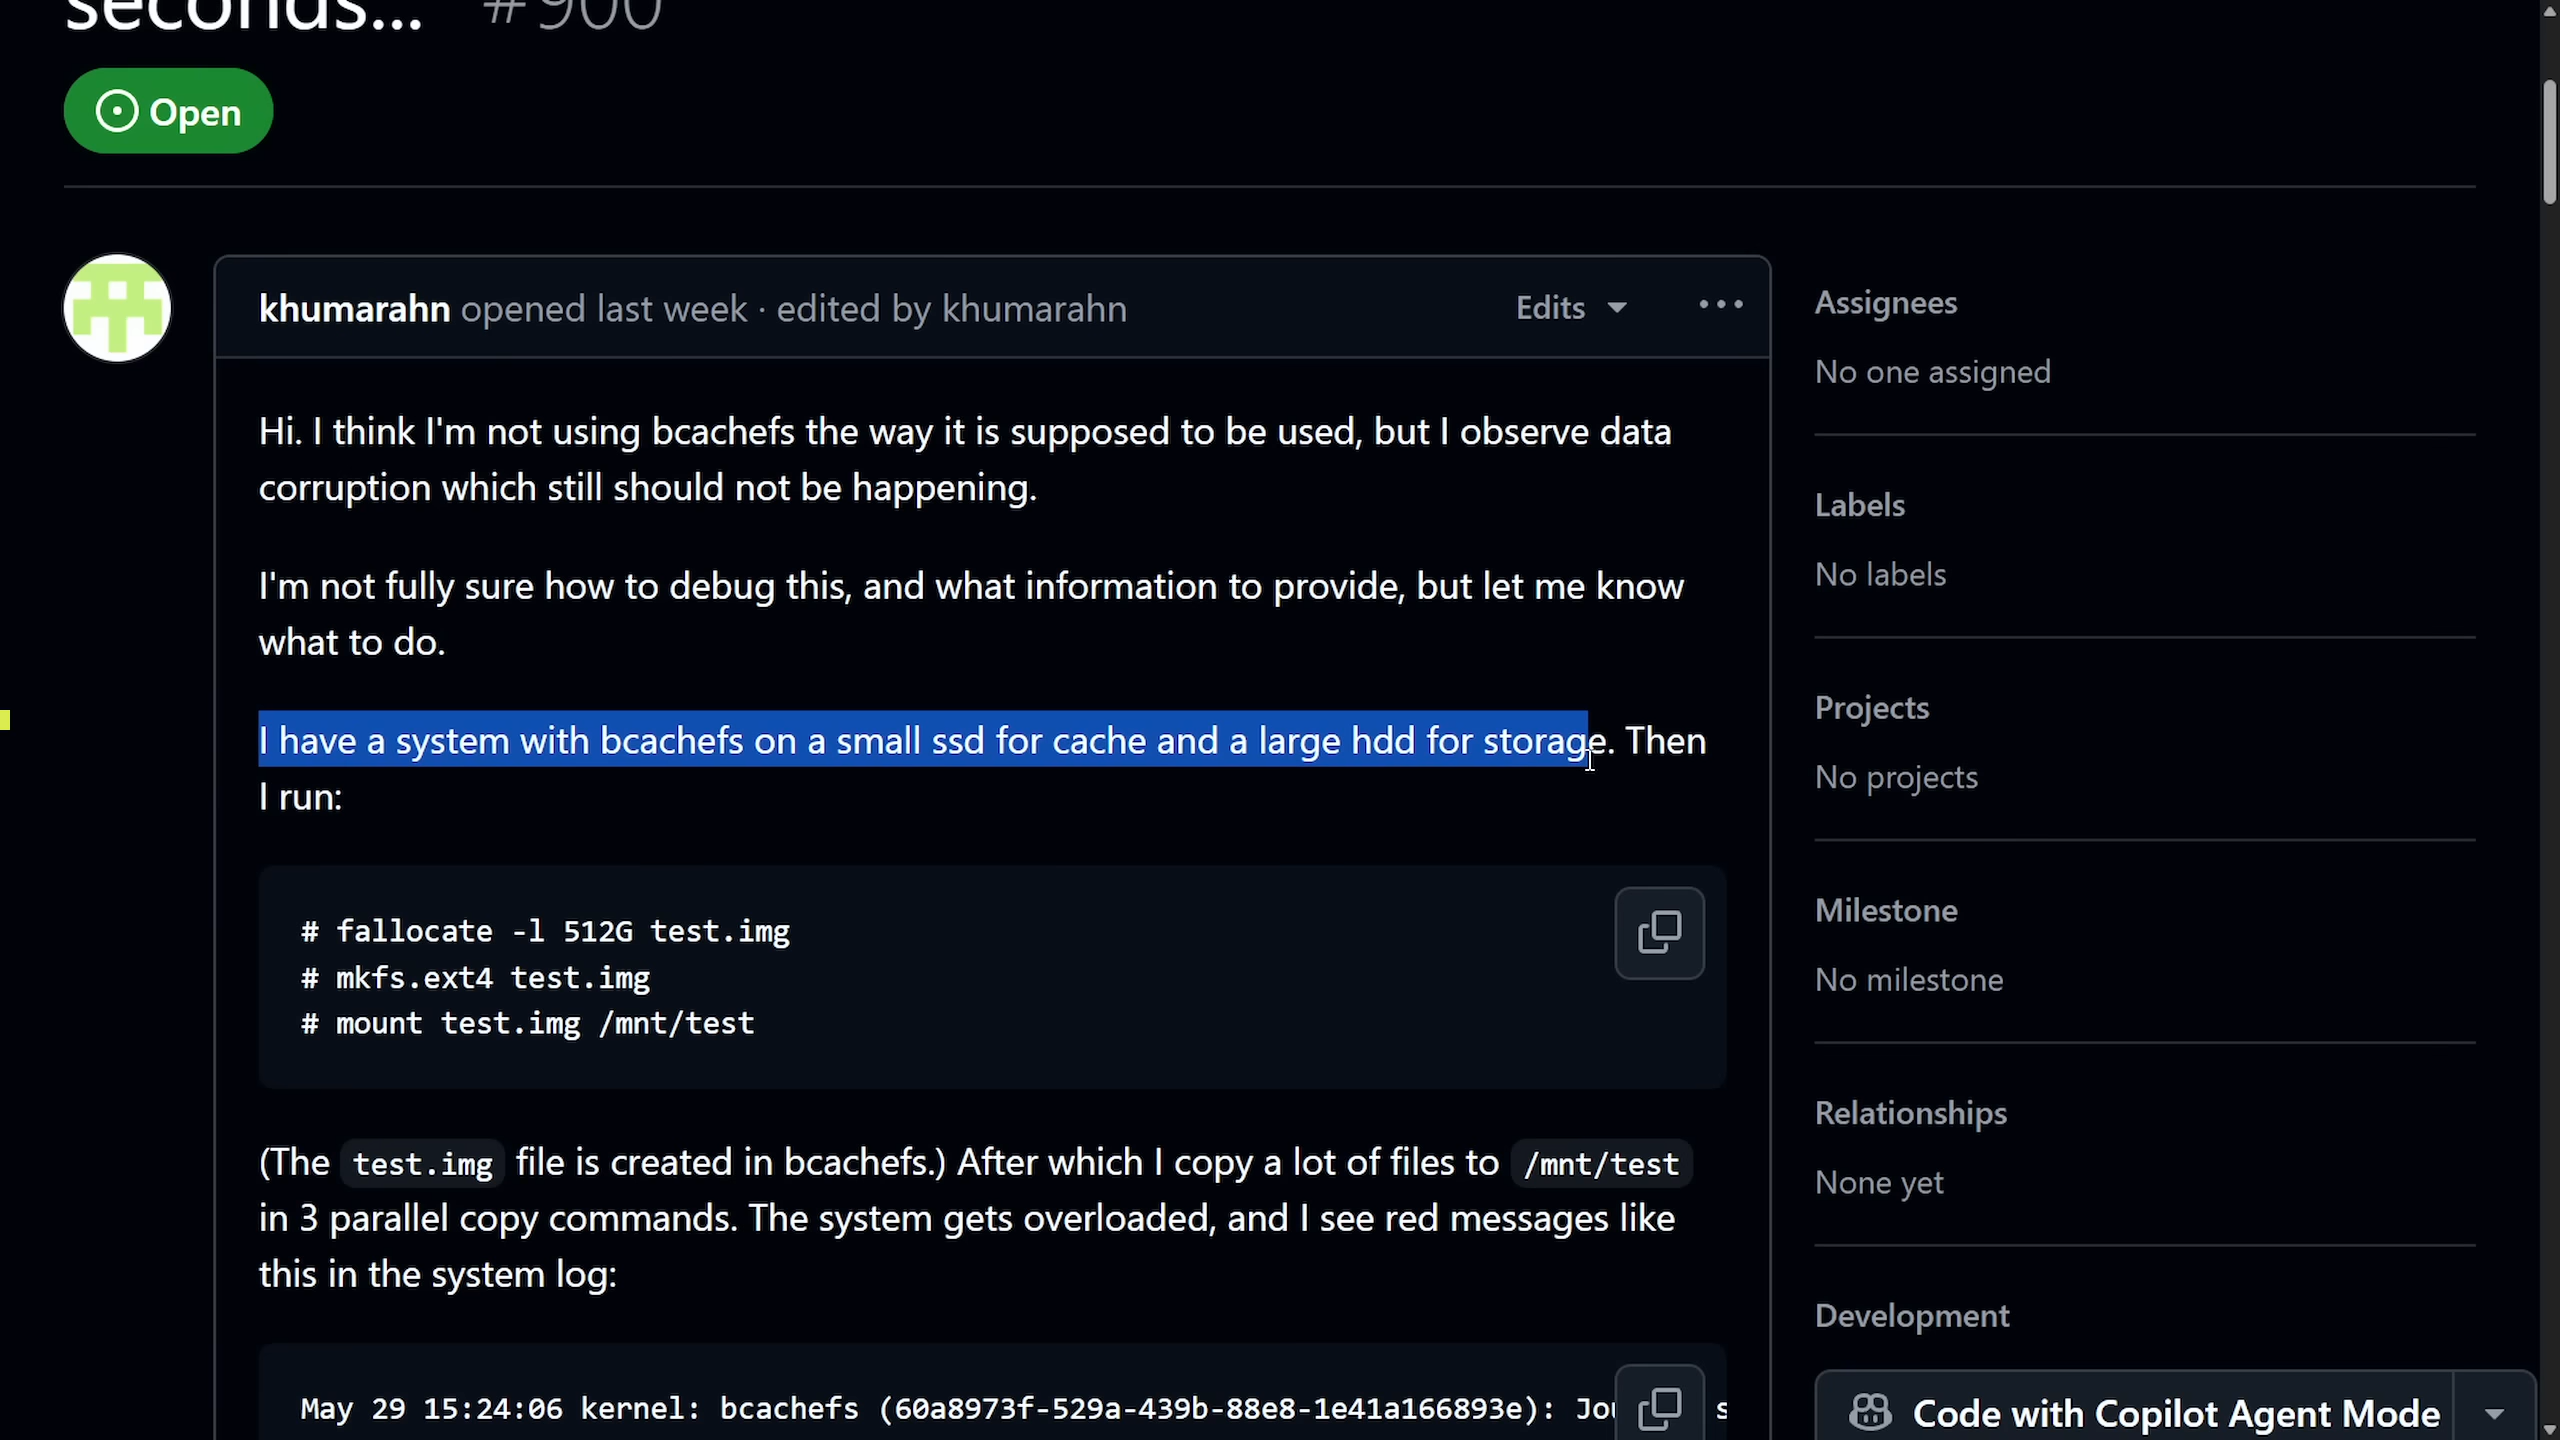 seconds... #900
Open
khumarahn opened last week · edited by khumarahn
Edits
Hi. I think I'm not using bcachefs the way it is supposed to be used, but I observe data
corruption which still should not be happening.
I'm not fully sure how to debug this, and what information to provide, but let me know
what to do.
I have a system with bcachefs on a small ssd for cache and a large hdd for storage. Then
I run:
# fallocate -l 512G test.img
# mkfs.ext4 test.img
# mount test.img /mnt/test
(The test.img file is created in bcachefs.) After which I copy a lot of files to /mnt/test
in 3 parallel copy commands. The system gets overloaded, and I see red messages like
this in the system log:
May 29 15:24:06 kernel: bcachefs (60a8973f-529a-439b-88e8-1e41a166893e):
Assignees
No one assigned
Labels
No labels
Projects
No projects
Milestone
No milestone
Relationships
None yet
Development
Code with Copilot Agent Mode